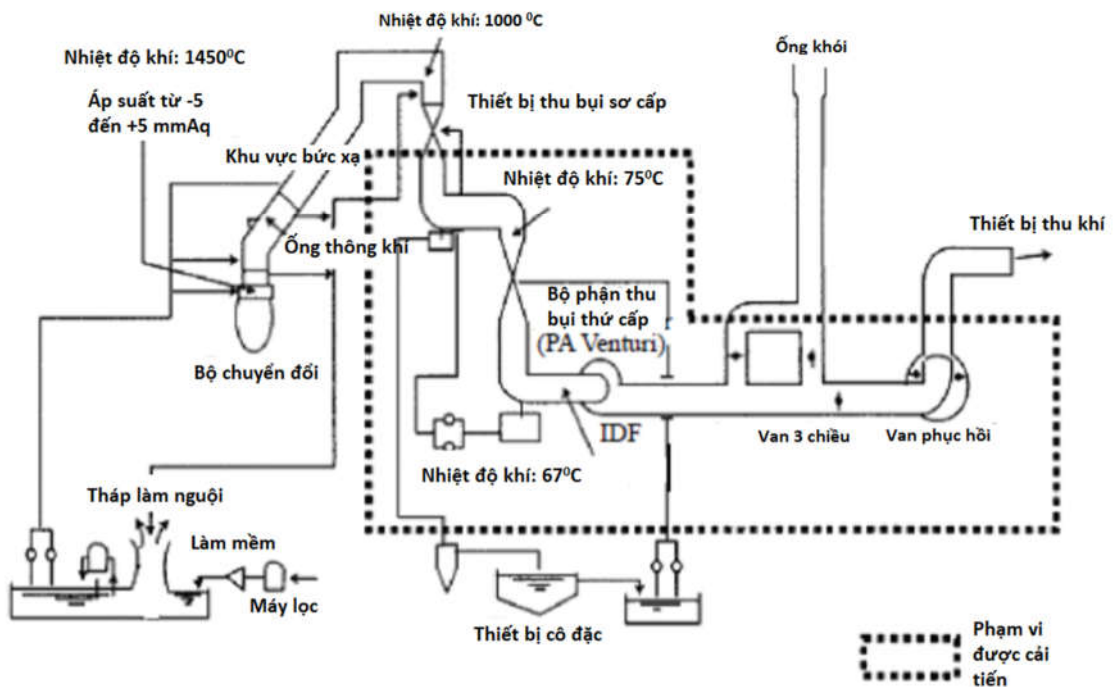 Nhiệt độ khí: 1000 ⁰C
Ống khói
Nhiệt độ khí: 1450⁰C
Áp suất từ -5
đến +5 mmAq
Thiết bị thu bụi sơ cấp
Khu vực bức xạ
Nhiệt độ khí: 75⁰C
Thiết bị thu khí
Ống thông khí
Bộ phận thu
bụi thứ cấp
(PA Venturi)
Bộ chuyển đổi
IDF
Van 3 chiều
Van phục hồi
Nhiệt độ khí: 67⁰C
Tháp làm nguội
Làm mềm
Máy lọc
Thiết bị cô đặc
Phạm vi
được cải
tiến